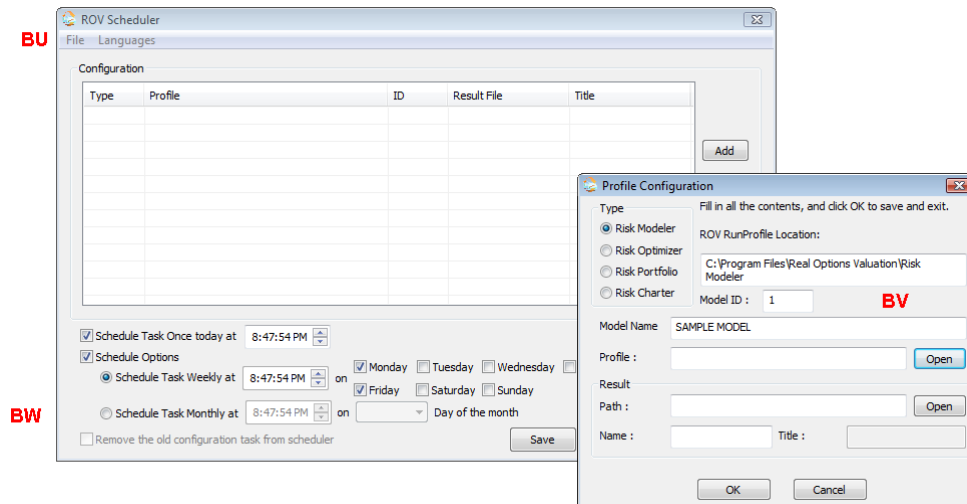 ROV Scheduler
BU
File Languages
Configuration
Type Profile ID Result File Title
Add
Profile Configuration
Type
Fill in all the contents, and click OK to save and exit.
Risk Modeler
ROV RunProfile Location:
Risk Optimizer
C:\Program Files\Real Options Valuation\Risk
Modeler
Risk Portfolio
Risk Charter
Model ID : 1
BV
Model Name SAMPLE MODEL
Profile : Open
Result
Path : Open
Name : Title :
OK Cancel
Schedule Task Once today at 8:47:54 PM
Schedule Options
Schedule Task Weekly at 8:47:54 PM on
Monday Tuesday Wednesday
Friday Saturday Sunday
BW
Schedule Task Monthly at 8:47:54 PM on Day of the month
Remove the old configuration task from scheduler
Save